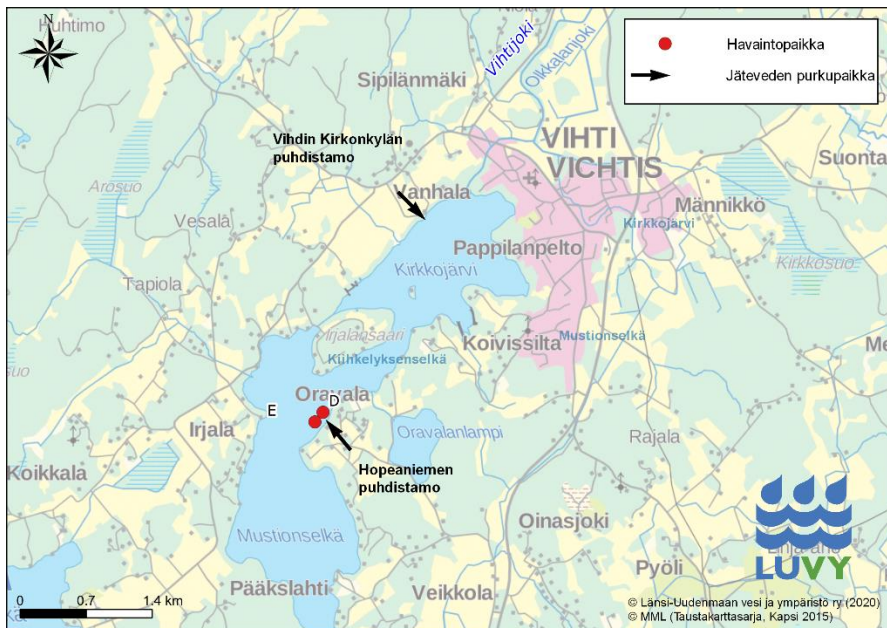 Huhtimo
Niola
Vihtijoki
Olkkalanjoki
Havaintopaikka
Jäteveden purkupaikka
Sipilänmäki
Vihdin Kirkonkylän
puhdistamo
VIHTI
VICHTIS
Suonta
Arosuo
Vanhala
Vesala
Männikkö
Kirkkojärvi
Pappilanpelto
Kirkkojärvi
Kirkkosuo
Tapiola
Irjalansaari
Koivissilta
Mustionselkä
Kuhkelyksenselkä
Oravala
D
E
Irjala
Oravalanlampi
Rajala
Koikkala
Hopeaniemen
puhdistamo
Oinasjoki
Mustionselkä
Pyöli
LUVY
Pääkslahti
Veikkola
0 0.7 1.4 km
© Länsi-Uudenmaan vesi ja ympäristö ry (2020)
© MML (Taustakarttasarja, Kapsi 2015)